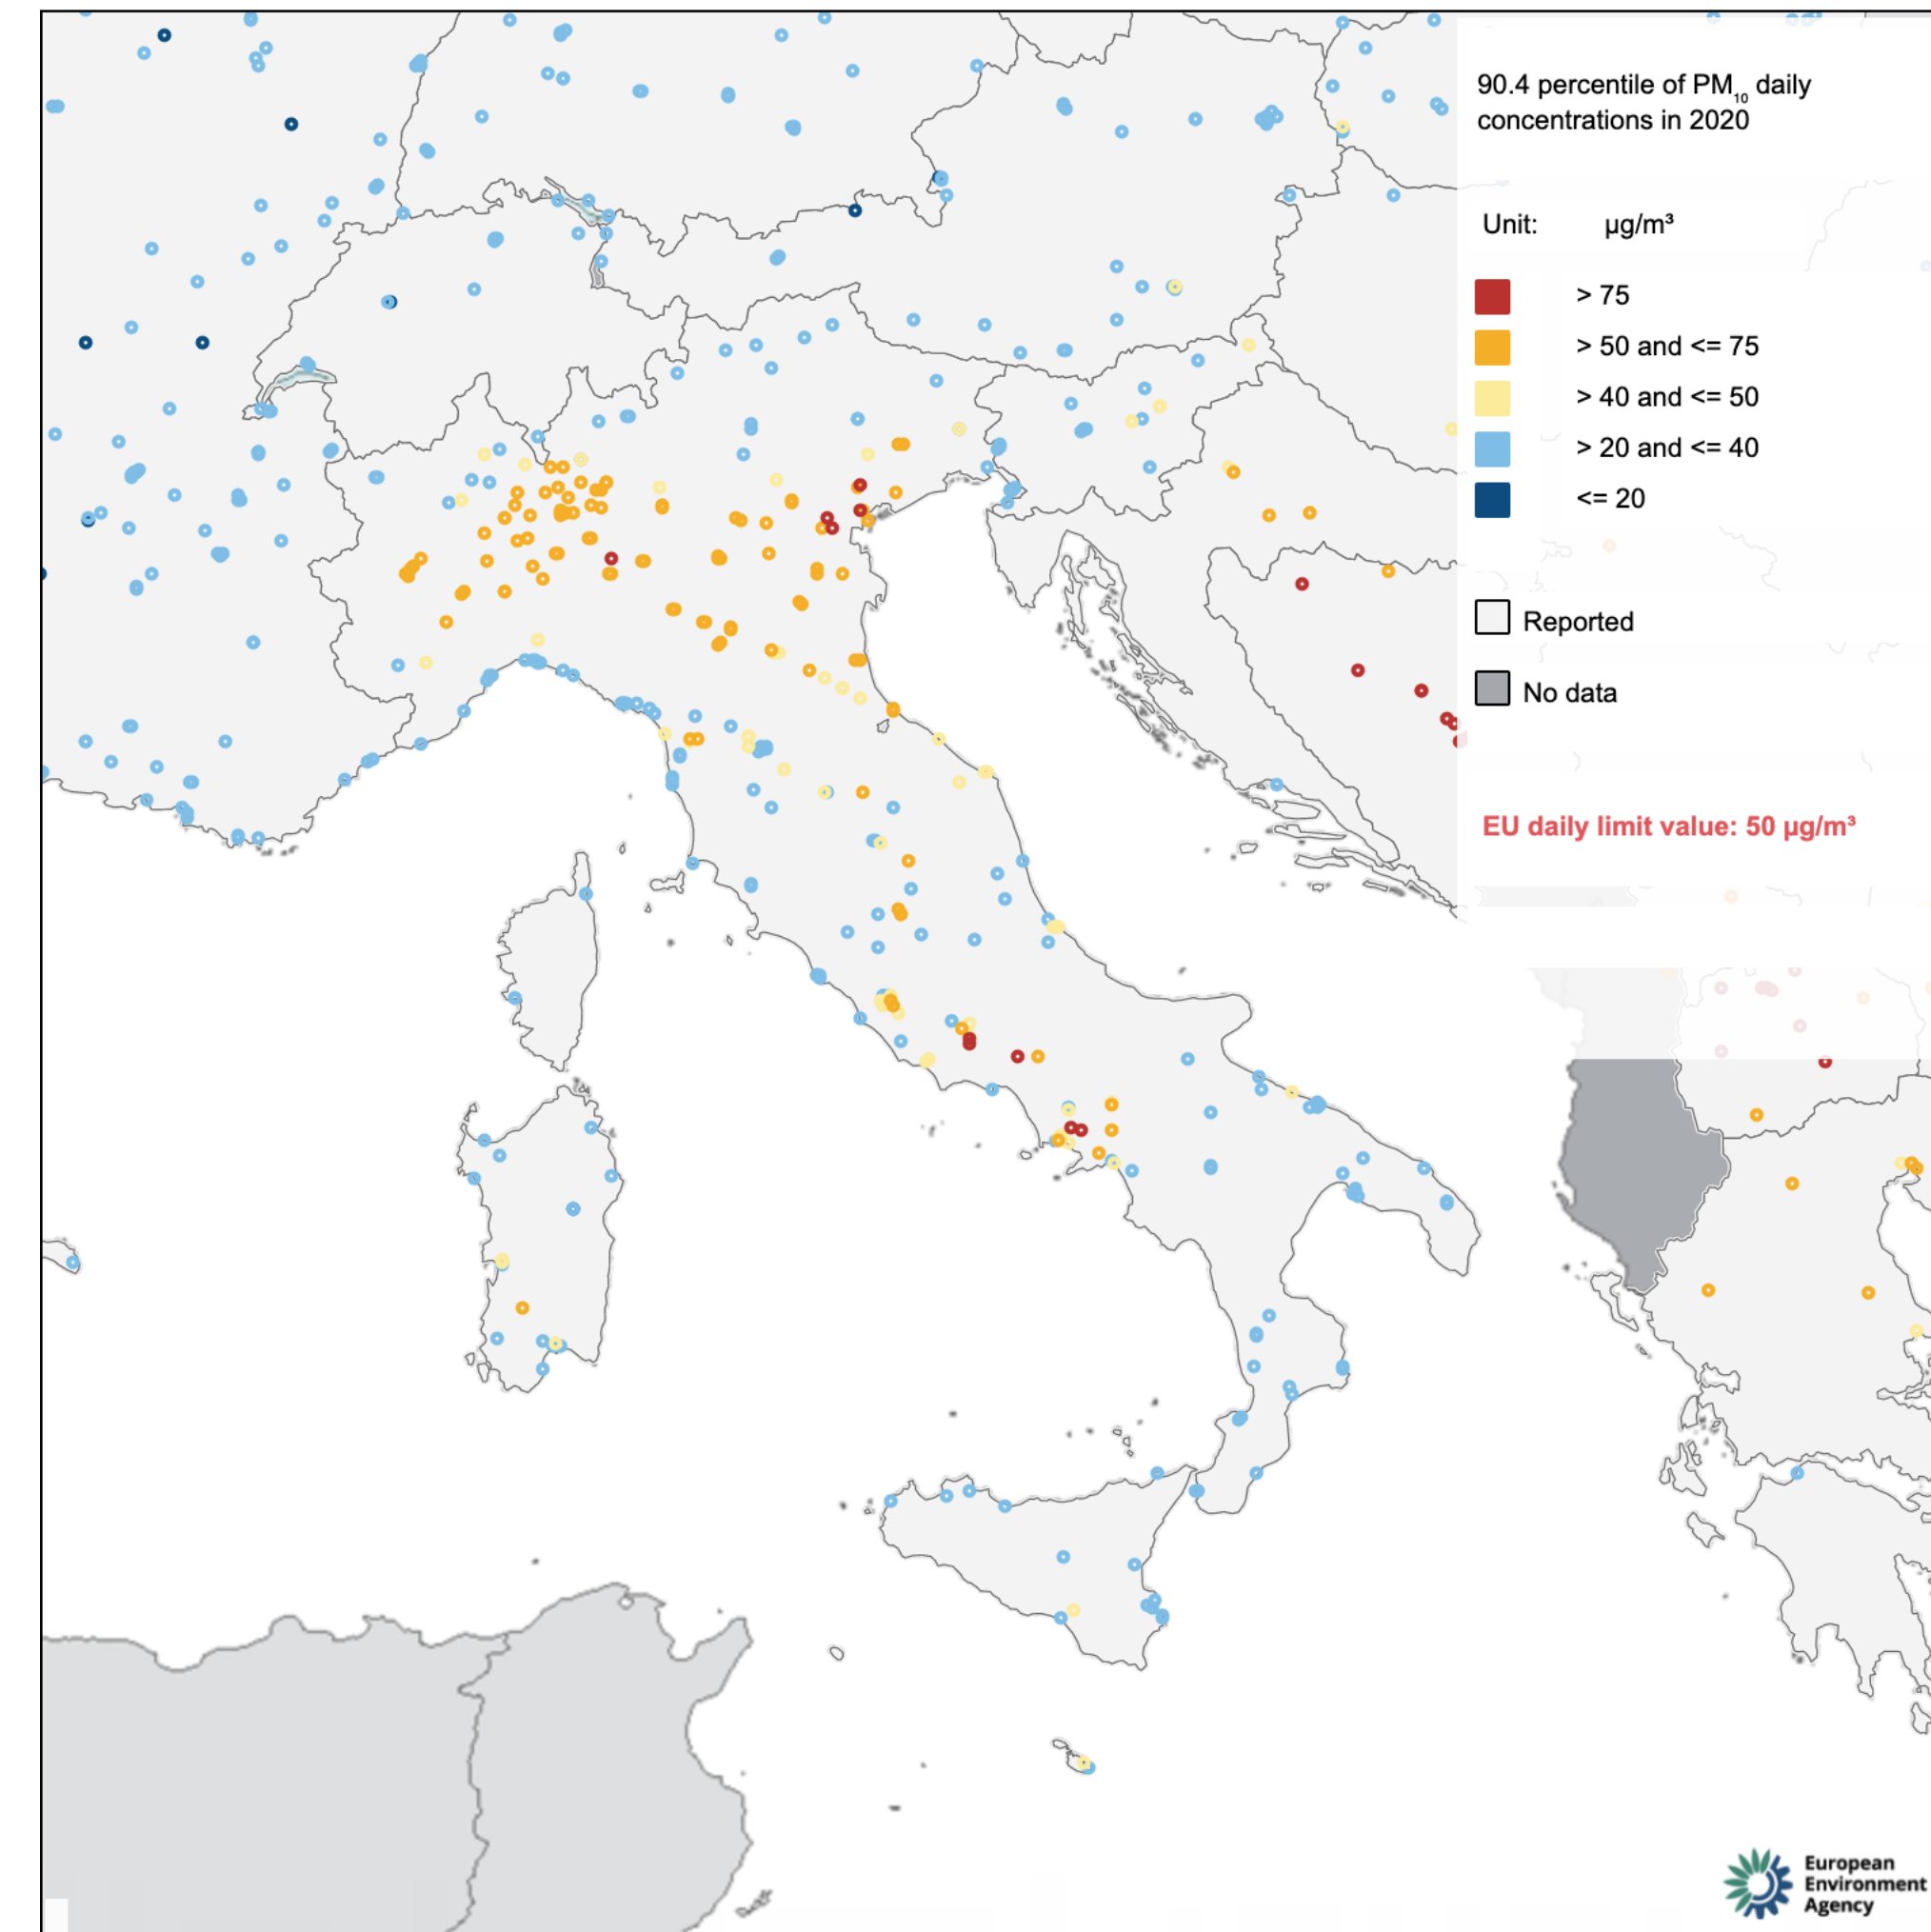 90.4 percentile of PM₁₀ daily
concentrations in 2020
Unit: µg/m³
> 75
> 50 and <= 75
> 40 and <= 50
> 20 and <= 40
<= 20
Reported
No data
EU daily limit value: 50 µg/m³
European
Environment
Agency